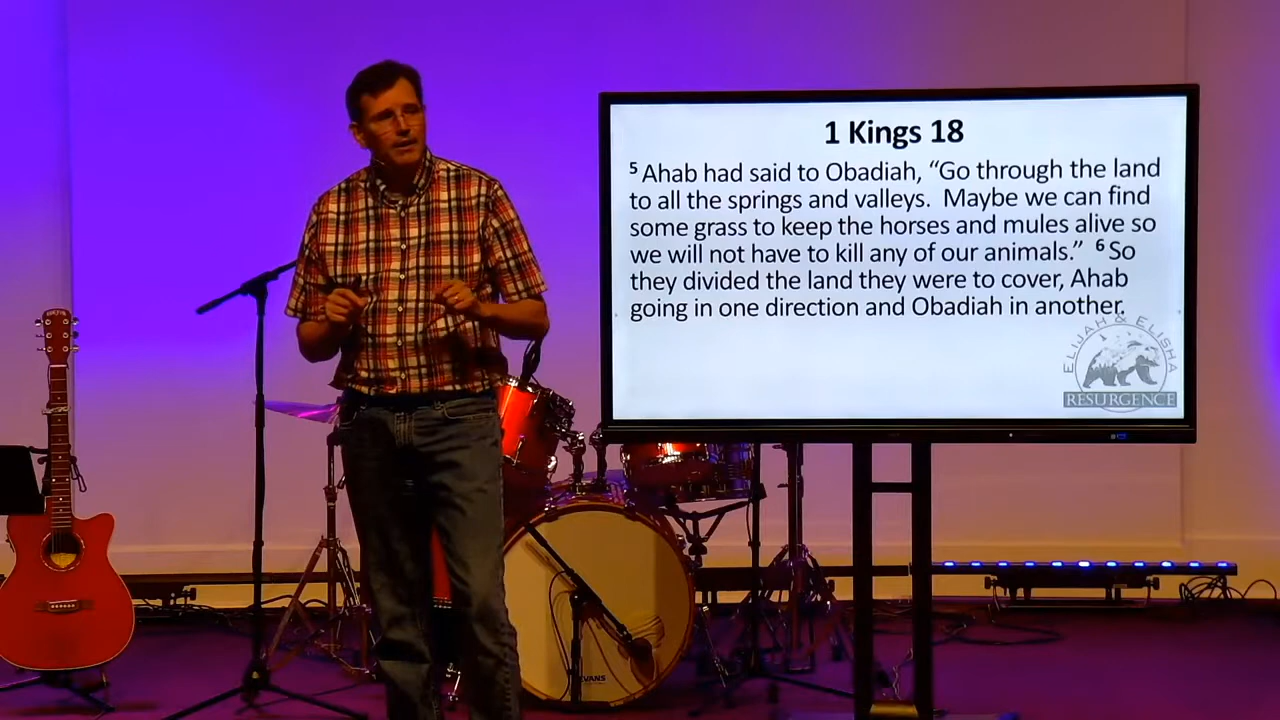 1 Kings 18
5 Ahab had said to Obadiah, “Go through the land
to all the springs and valleys.  Maybe we can find
some grass to keep the horses and mules alive so
we will not have to kill any of our animals.”  6 So
they divided the land they were to cover, Ahab
going in one direction and Obadiah in another.
ELIJAH & ELISHA
RESURGENCE
EVANS